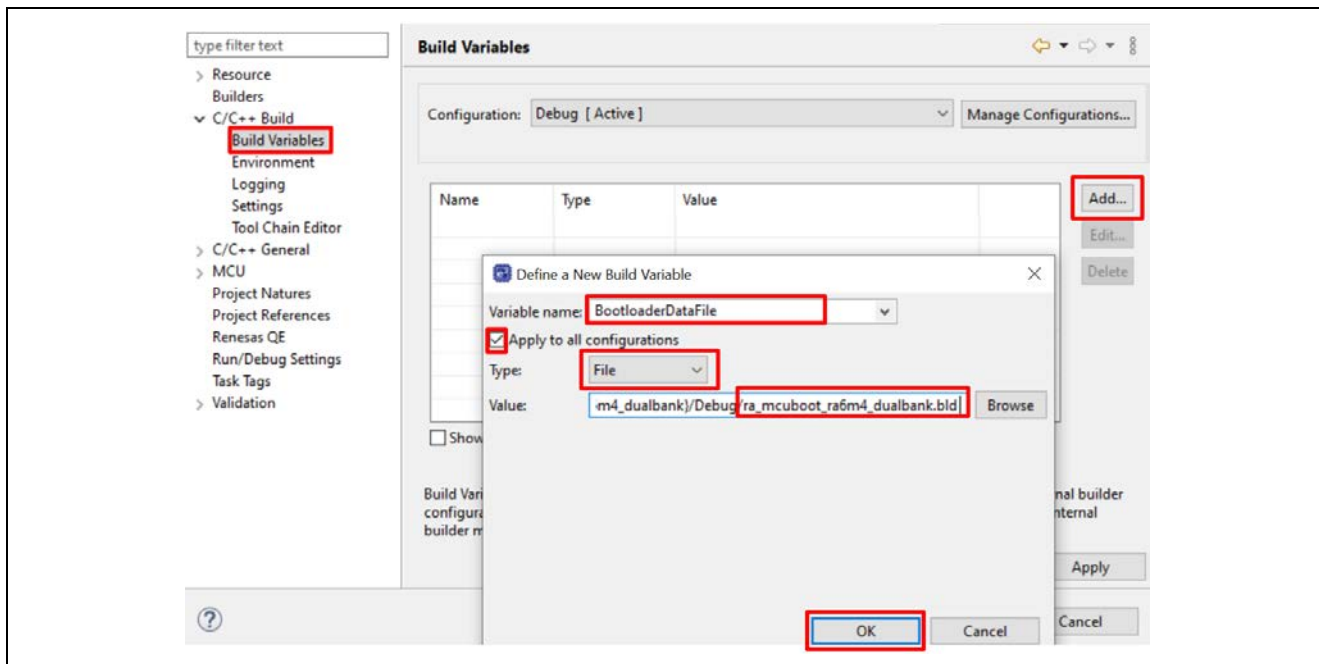 type filter text
Resource
Builders
C/C++ Build
Build Variables
Environment
Logging
Settings
Tool Chain Editor
C/C++ General
MCU
Project Natures
Project References
Renesas QE
Run/Debug Settings
Task Tags
Validation
Build Variables
Configuration: Debug [ Active ] Manage Configurations...
Name Type Value
Add...
Edit...
Delete
Define a New Build Variable
Variable name: BootloaderDataFile
Apply to all configurations
Type: File
Value: m4_dualbank}/Debug/ra_mcuboot_ra6m4_dualbank.bld Browse
OK Cancel
Show
Build Vari
configura
builder m
nal builder
nternal
Apply
Cancel